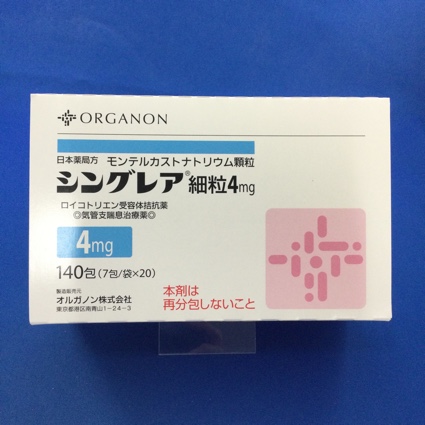 ORGANON
日本薬局方 モンテルカストナトリウム顆粒
シングレア® 細粒4mg
ロイコトリエン受容体拮抗薬
◎気管支喘息治療薬◎
4mg
140包(7包/袋×20)
本剤は
再分包しないこと
製造販売元
オルガノン株式会社
東京都港区南青山1-24-3